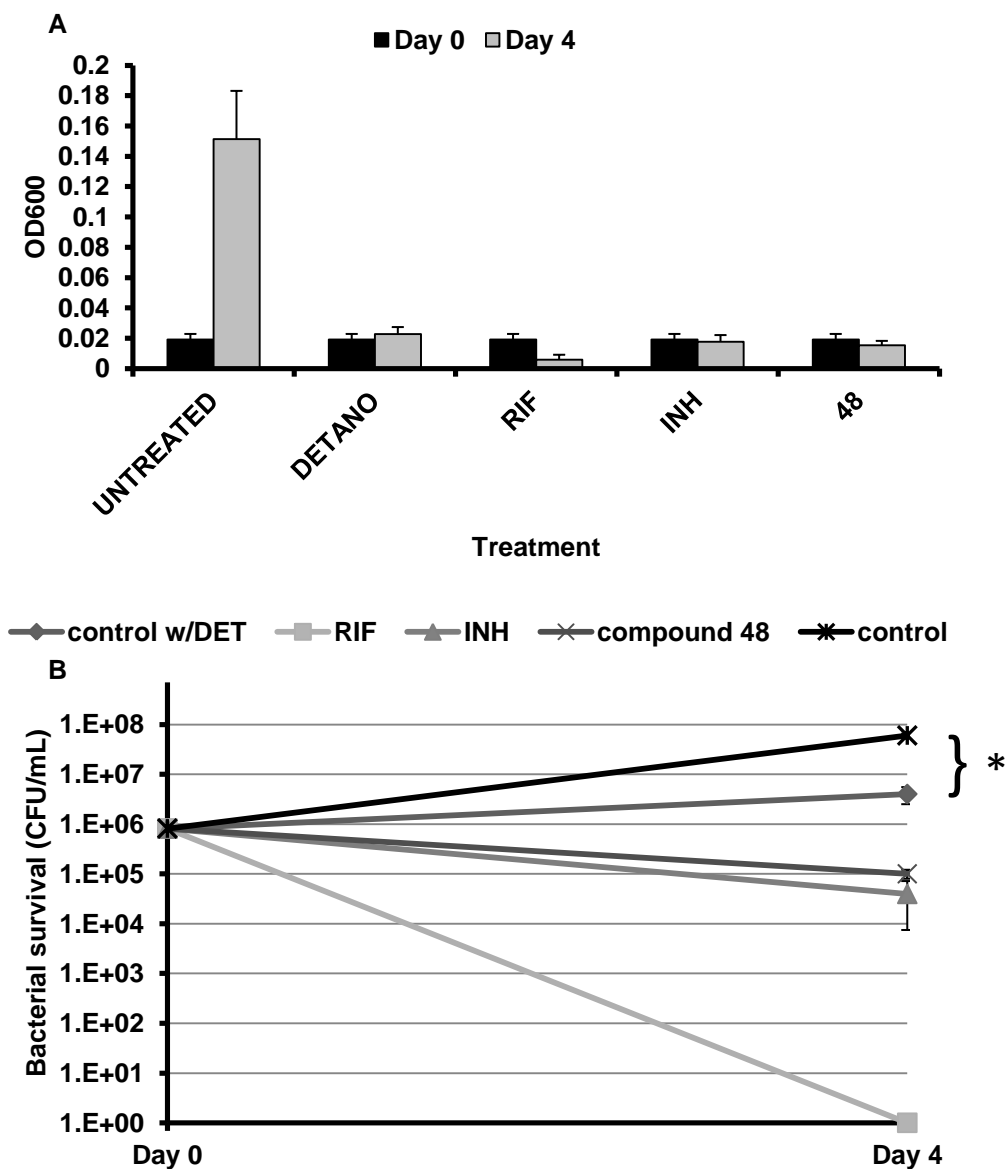 A
Day 0 Day 4
0.2
0.18
0.16
0.14
0.12
0.1
0.08
0.06
0.04
0.02
0
OD600
UNTREATED
DETANO
RIF
INH
48
Treatment
control w/DET RIF INH compound 48 control
B
1.E+08
1.E+07
1.E+06
1.E+05
1.E+04
1.E+03
1.E+02
1.E+01
1.E+00
Bacterial survival (CFU/mL)
} *
Day 0 Day 4